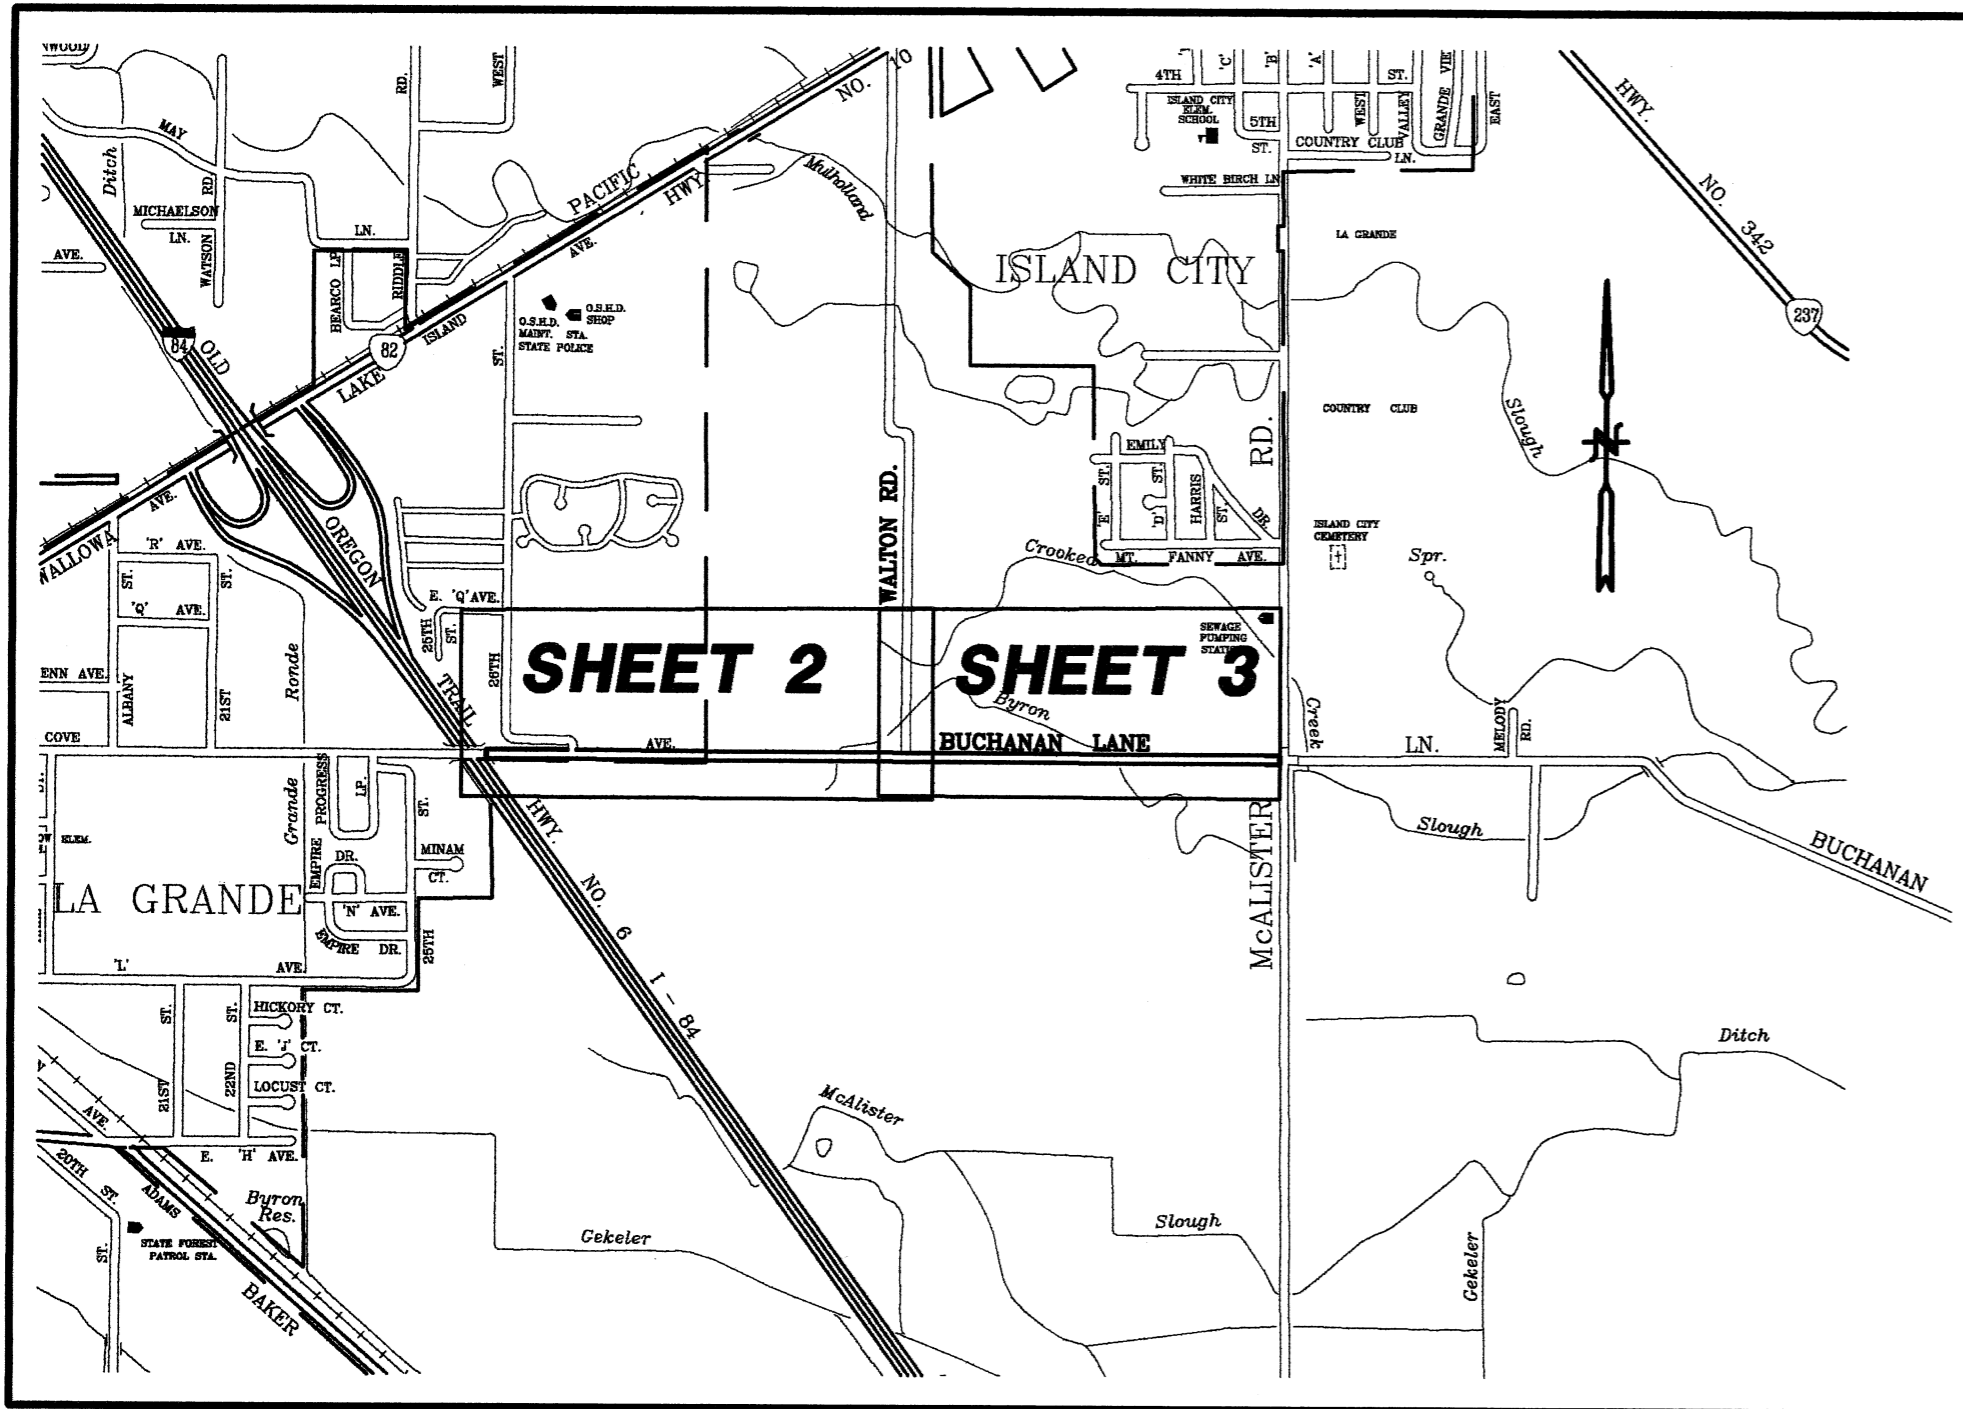 NWOOD
MAY
Ditch
RD.
WEST
NO. 10
PACIFIC
HWY.
Mulholland
4TH
'C'
'B'
'A'
ST.
ISLAND CITY
ELEM.
SCHOOL
5TH
ST.
WEST
VALLEY
GRANDE VIE
EAST
COUNTRY CLUB
LN.
WHITE BIRCH LN
HWY.
NO. 342
237
MICHAELSON
LN.
RD
WATSON
AVE.
LN.
BEARCO LP
RIDDLE
AVE.
ISLAND
82
LAKE
84
OLD
O.S.H.D.
MAINT. STA.
STATE POLICE
O.S.H.D.
SHOP
ST.
ISLAND CITY
LA GRANDE
COUNTRY CLUB
Slough
N
RD.
EMILY
ST.
ST.
'E'
'D'
HARRIS
ST.
DR.
MT. FANNY AVE.
ISLAND CITY
CEMETERY
Spr.
Crooked
WALTON RD.
AVE.
WALLOWA
OREGON
'R' AVE.
ST.
ST.
'Q' AVE.
E. 'Q' AVE.
25TH
ST.
26TH
SHEET 2
SHEET 3
SEWAGE
PUMPING
Byron
Creek
BUCHANAN LANE
AVE.
LN.
MELODY
RD.
ENN AVE.
ALBANY
21ST
Ronde
TRAIL
COVE
Grande
PROGRESS
LP.
ST.
EMPIRE
DR.
MINAM
CT.
ELEM.
LA GRANDE
'N' AVE.
EMPIRE DR.
25TH
'L' AVE.
HWY.
NO. 6
I - 84
McALISTER
Slough
BUCHANAN
ST.
ST.
HICKORY CT.
E. 'J' CT.
LOCUST CT.
21ST
22ND
AVE.
E. 'H' AVE.
20TH
ST.
ADAMS
Byron
Res.
STATE FOREST
PATROL STA.
ST.
BAKER
Gekeler
McAlister
Slough
Ditch
Gekeler